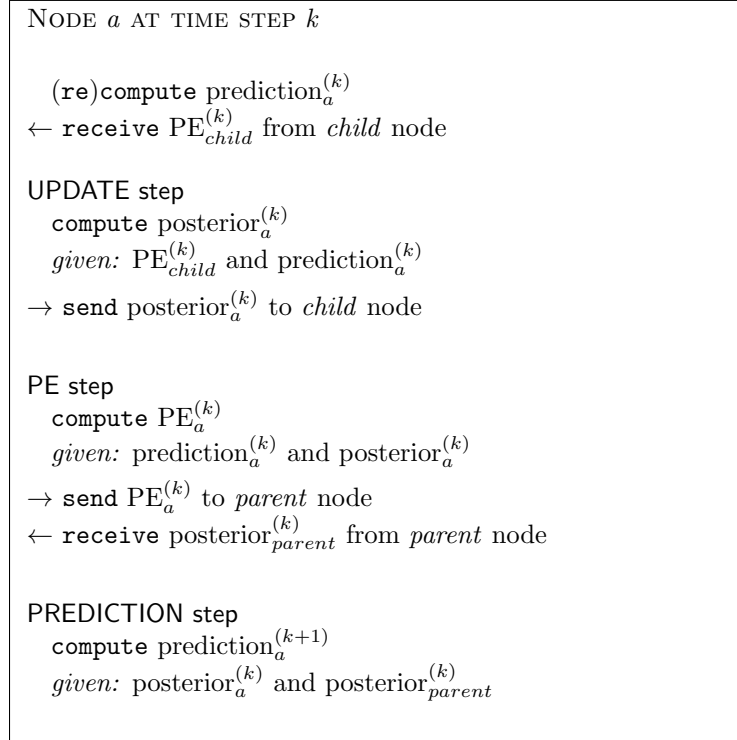 NODE a AT TIME STEP k
(re)compute prediction_a^(k)
← receive PE_child^(k) from child node
UPDATE step
compute posterior_a^(k)
given: PE_child^(k) and prediction_a^(k)
→ send posterior_a^(k) to child node
PE step
compute PE_a^(k)
given: prediction_a^(k) and posterior_a^(k)
→ send PE_a^(k) to parent node
← receive posterior_parent^(k) from parent node
PREDICTION step
compute prediction_a^(k+1)
given: posterior_a^(k) and posterior_parent^(k)